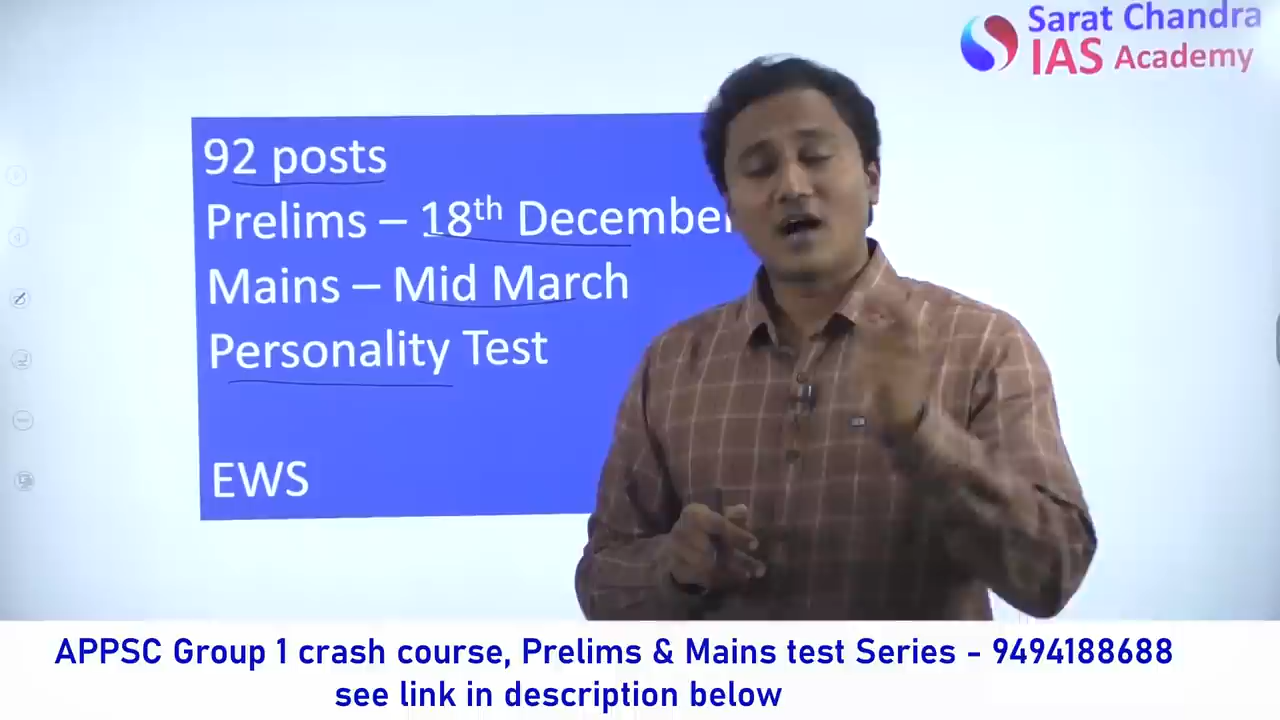 Sarat Chandra
IAS Academy
92 posts
Prelims – 18th December
Mains – Mid March
Personality Test
EWS
APPSC Group 1 crash course, Prelims & Mains test Series - 9494188688
see link in description below